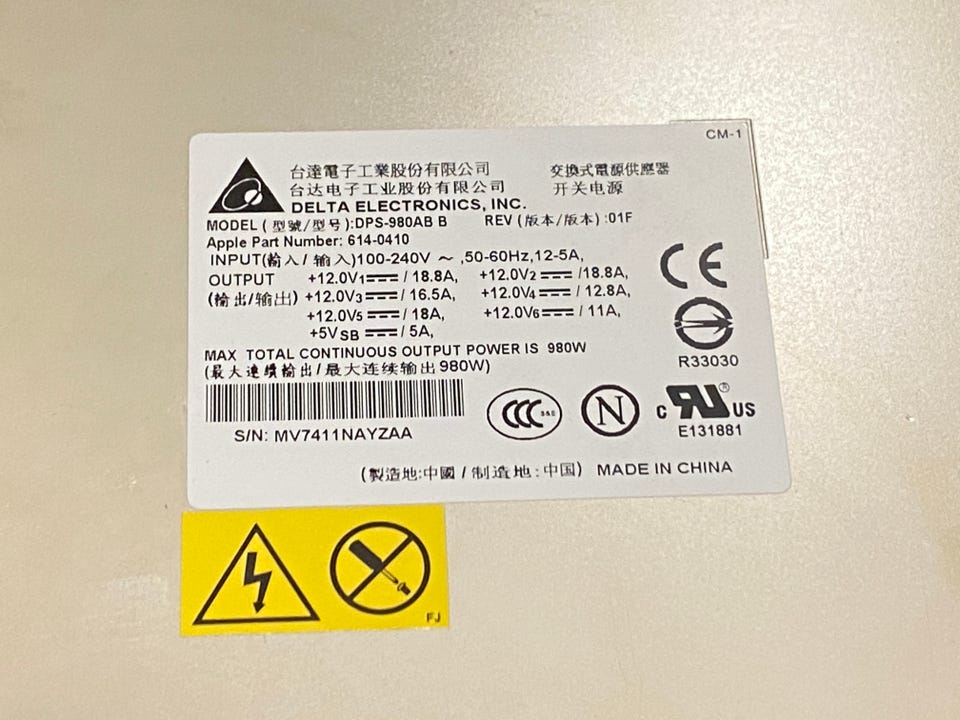 CM-1
台達電子工業股份有限公司 交換式電源供應器
台达电子工业股份有限公司 开关电源
DELTA ELECTRONICS, INC.
MODEL (型號/型号):DPS-980AB B REV (版本/版本) :01F
Apple Part Number: 614-0410
INPUT(輸入/输入)100-240V ~ ,50-60Hz,12-5A,
OUTPUT +12.0V1⎓/ 18.8A, +12.0V2⎓/18.8A,
(輸出/输出) +12.0V3⎓/ 16.5A, +12.0V4⎓/ 12.8A,
+12.0V5⎓/ 18A, +12.0V6⎓/ 11A,
+5VSB⎓/ 5A,
MAX TOTAL CONTINUOUS OUTPUT POWER IS 980W
(最大連續輸出/最大连续输出980W)
R33030
S/N: MV7411NAYZAA
CCC S&E N c RU ® US
E131881
(製造地:中國/制造地:中国) MADE IN CHINA
FJ